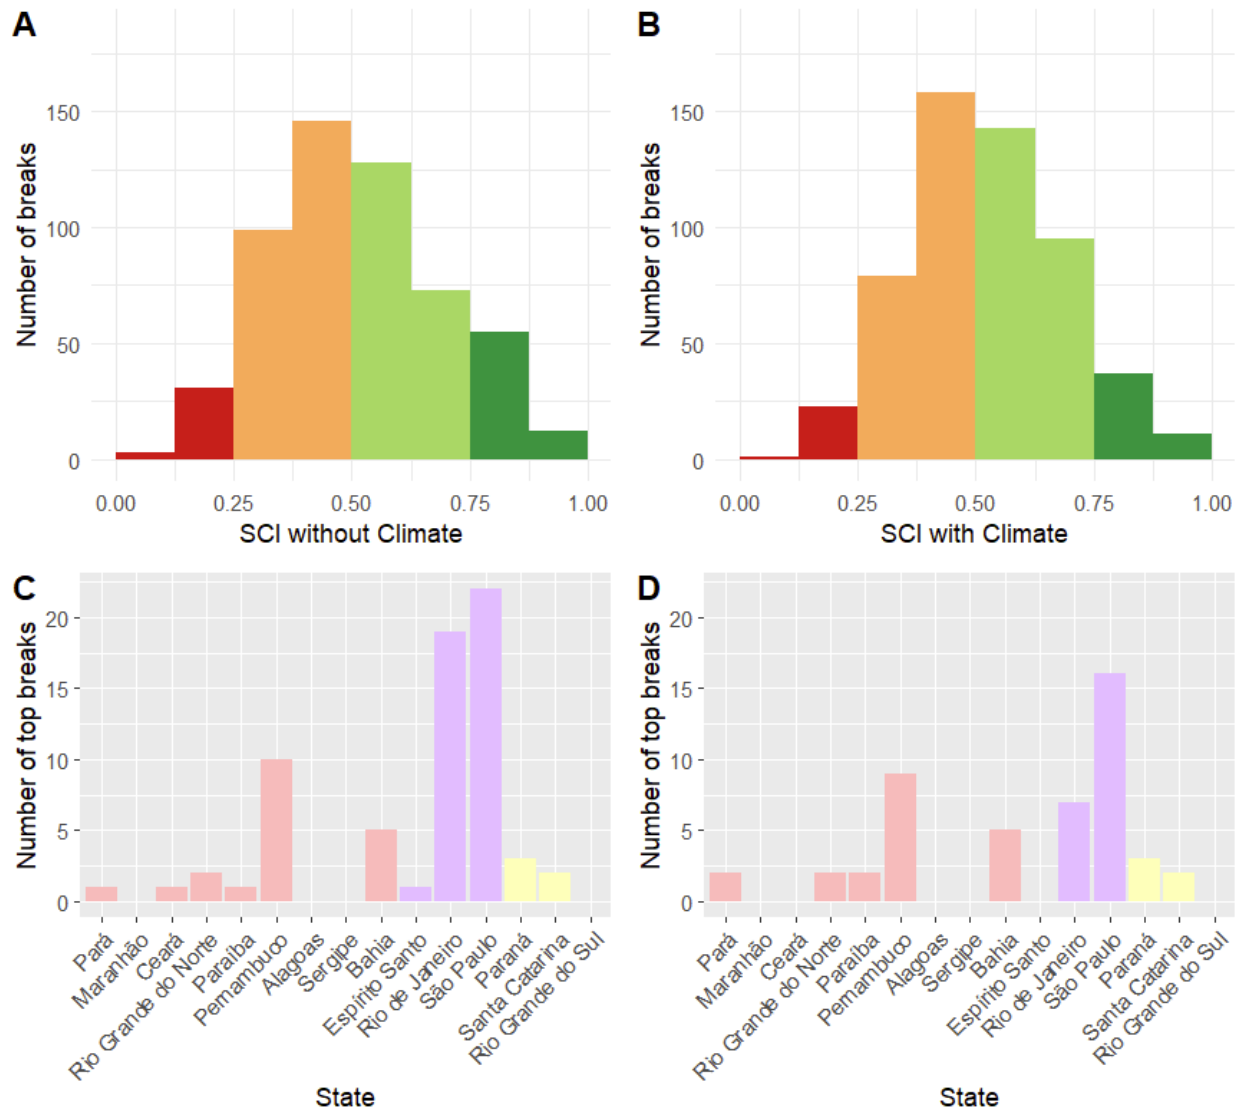 A
Number of breaks
150
100
50
0
0.00 0.25 0.50 0.75 1.00
SCI without Climate
B
Number of breaks
150
100
50
0
0.00 0.25 0.50 0.75 1.00
SCI with Climate
C
Number of top breaks
20
15
10
5
0
Pará
Maranhão
Ceará
Rio Grande do Norte
Paraíba
Pernambuco
Alagoas
Sergipe
Bahia
Espírito Santo
Rio de Janeiro
São Paulo
Paraná
Santa Catarina
Rio Grande do Sul
State
D
Number of top breaks
20
15
10
5
0
Pará
Maranhão
Ceará
Rio Grande do Norte
Paraíba
Pernambuco
Alagoas
Sergipe
Bahia
Espírito Santo
Rio de Janeiro
São Paulo
Paraná
Santa Catarina
Rio Grande do Sul
State